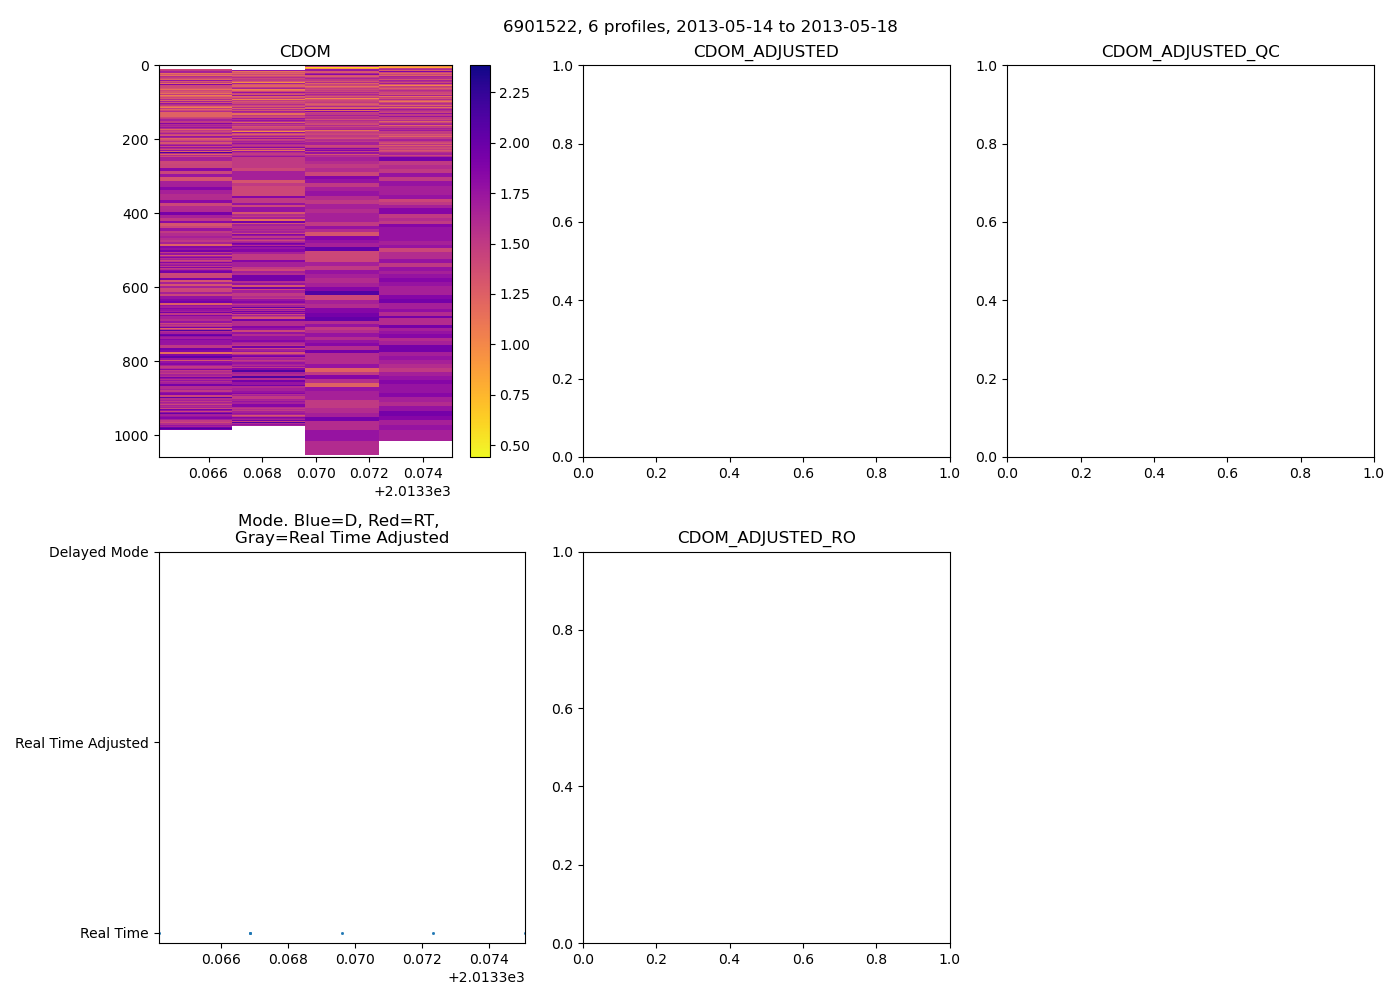 6901522, 6 profiles, 2013-05-14 to 2013-05-18
CDOM
0
200
400
600
800
1000
0.066 0.068 0.070 0.072 0.074
+2.0133e3
2.25
2.00
1.75
1.50
1.25
1.00
0.75
0.50
CDOM_ADJUSTED
1.0
0.8
0.6
0.4
0.2
0.0
0.0 0.2 0.4 0.6 0.8 1.0
CDOM_ADJUSTED_QC
1.0
0.8
0.6
0.4
0.2
0.0
0.0 0.2 0.4 0.6 0.8 1.0
Mode. Blue=D, Red=RT,
Gray=Real Time Adjusted
Delayed Mode
Real Time Adjusted
Real Time
0.066 0.068 0.070 0.072 0.074
+2.0133e3
CDOM_ADJUSTED_RO
1.0
0.8
0.6
0.4
0.2
0.0
0.0 0.2 0.4 0.6 0.8 1.0